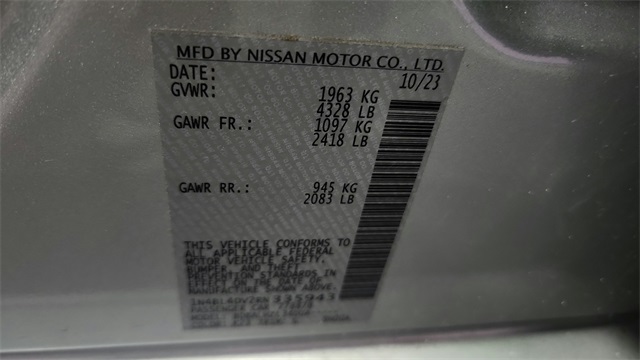 MFD BY NISSAN MOTOR CO., LTD.
DATE: 10/23
GVWR: 1963 KG
4328 LB
GAWR FR.: 1097 KG
2418 LB
GAWR RR.: 945 KG
2083 LB
THIS VEHICLE CONFORMS TO
ALL APPLICABLE FEDERAL
MOTOR VEHICLE SAFETY,
BUMPER, AND THEFT
PREVENTION STANDARDS IN
EFFECT ON THE DATE OF
MANUFACTURE SHOWN ABOVE.
PASSENGER CAR